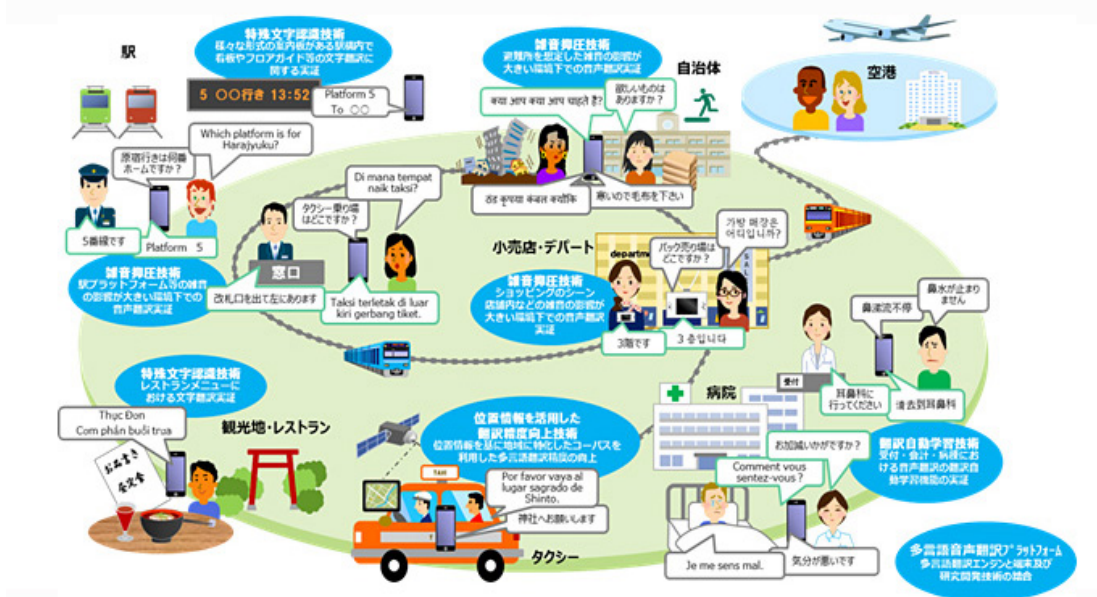 駅
特殊文字認識技術
様々な形式の案内板がある駅構内で
看板やフロアガイド等の文字翻訳に
関する実証
5 〇〇行き 13:52
Platform 5
To 〇〇
Which platform is for
Harajyuku?
原宿行きは何番
ホームですか？
5番線です
Platform 5
雑音抑圧技術
駅プラットフォーム等の雑音
の影響が大きい環境下での
音声翻訳実証
Di mana tempat
naik taksi?
タクシー乗り場
はどこですか？
窓口
改札口を出て左にあります
Taksi terletak di luar
kiri gerbang tiket.
雑音抑圧技術
避難所を想定した雑音の影響が
大きい環境下での音声翻訳実証
自治体
क्या आप क्या आप चाहते हैं?
欲しいものは
ありますか？
ठंड कृपया कंबल क्योंकि
寒いので毛布を下さい
空港
小売店・デパート
雑音抑圧技術
ショッピングのシーン
店舗内などの雑音の影響が
大きい環境下での音声翻訳
実証
departm
SAL
バック売り場は
どこですか？
가방 매장은
어디입니까?
3階です
3 층입니다
病院
受付
鼻涕流不停
鼻水が止まり
ません
耳鼻科に
行ってください
请去到耳鼻科
翻訳自動学習技術
受付・会計・病棟にお
ける音声翻訳の翻訳自
動学習機能の実証
お加減いかがですか？
Comment vous
sentez-vous ?
Je me sens mal.
気分が悪いです
特殊文字認識技術
レストランメニューに
おける文字翻訳実証
Thực Đon
Com phần buổi trua
お品書き
昼定食
観光地・レストラン
位置情報を活用した
翻訳精度向上技術
位置情報を基に地域に特化したコーパスを
利用した多言語翻訳精度の向上
TAXI
Por favor vaya al
lugar sagrado de
Shinto.
神社へお願いします
タクシー
多言語音声翻訳プラットフォーム
多言語翻訳エンジンと端末及び
研究開発技術の融合